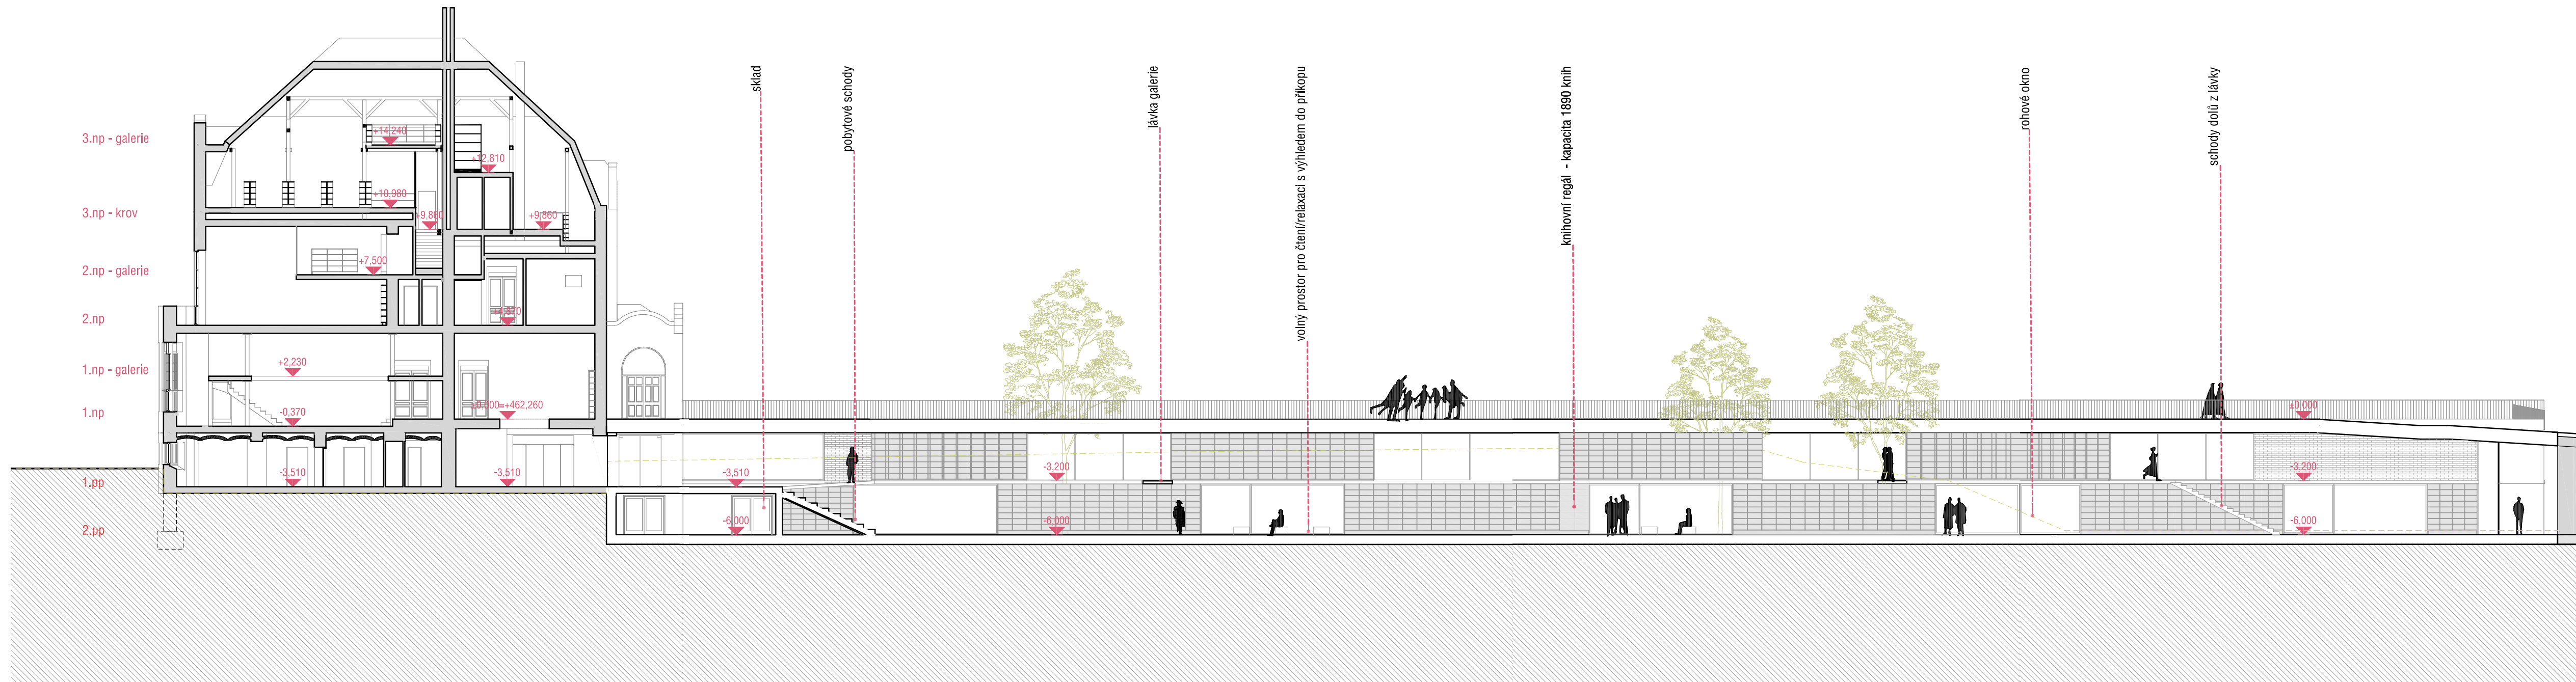 sklad
pobytové schody
lávka galerie
volný prostor pro čtení/relaxaci s výhledem do příkopu
knihovní regál - kapacita 1890 knih
rohové okno
schody dolů z lávky
3.np - galerie
+14,240
+12,810
+10,980
3.np - krov
+9,860
+9,860
2.np - galerie
+7,500
2.np
1.np - galerie
+2,230
1.np
-0,370
±0,000=+462,260
±0,000
1.pp
-3,510
-3,510
-3,510
-3,200
-3,200
2.pp
-6,000
-6,000
-6,000